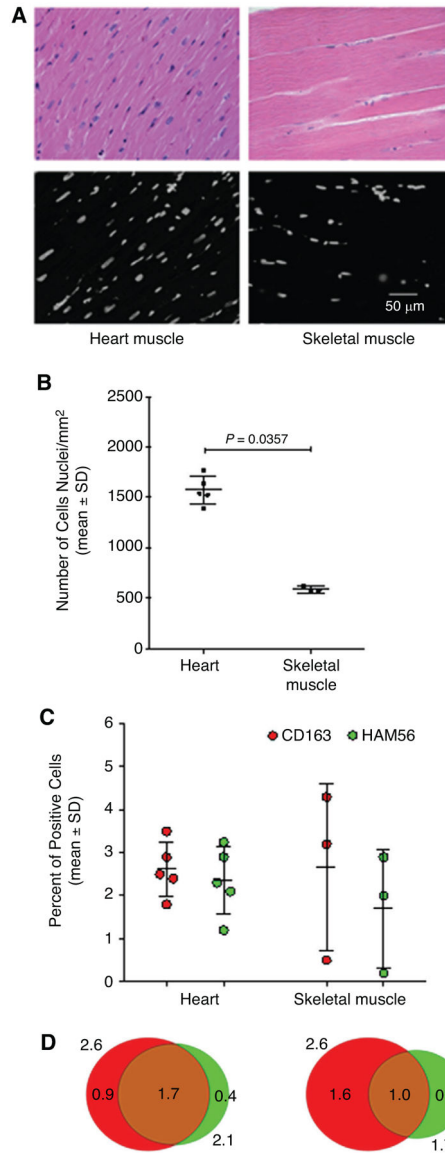 A
50 μm
Heart muscle
Skeletal muscle
B
Number of Cells Nuclei/mm²
(mean ± SD)
2500
2000
1500
1000
500
0
P = 0.0357
Heart
Skeletal
muscle
C
Percent of Positive Cells
(mean ± SD)
6
5
4
3
2
1
0
CD163
HAM56
Heart
Skeletal muscle
D
2.6
0.9
1.7
0.4
2.1
2.6
1.6
1.0